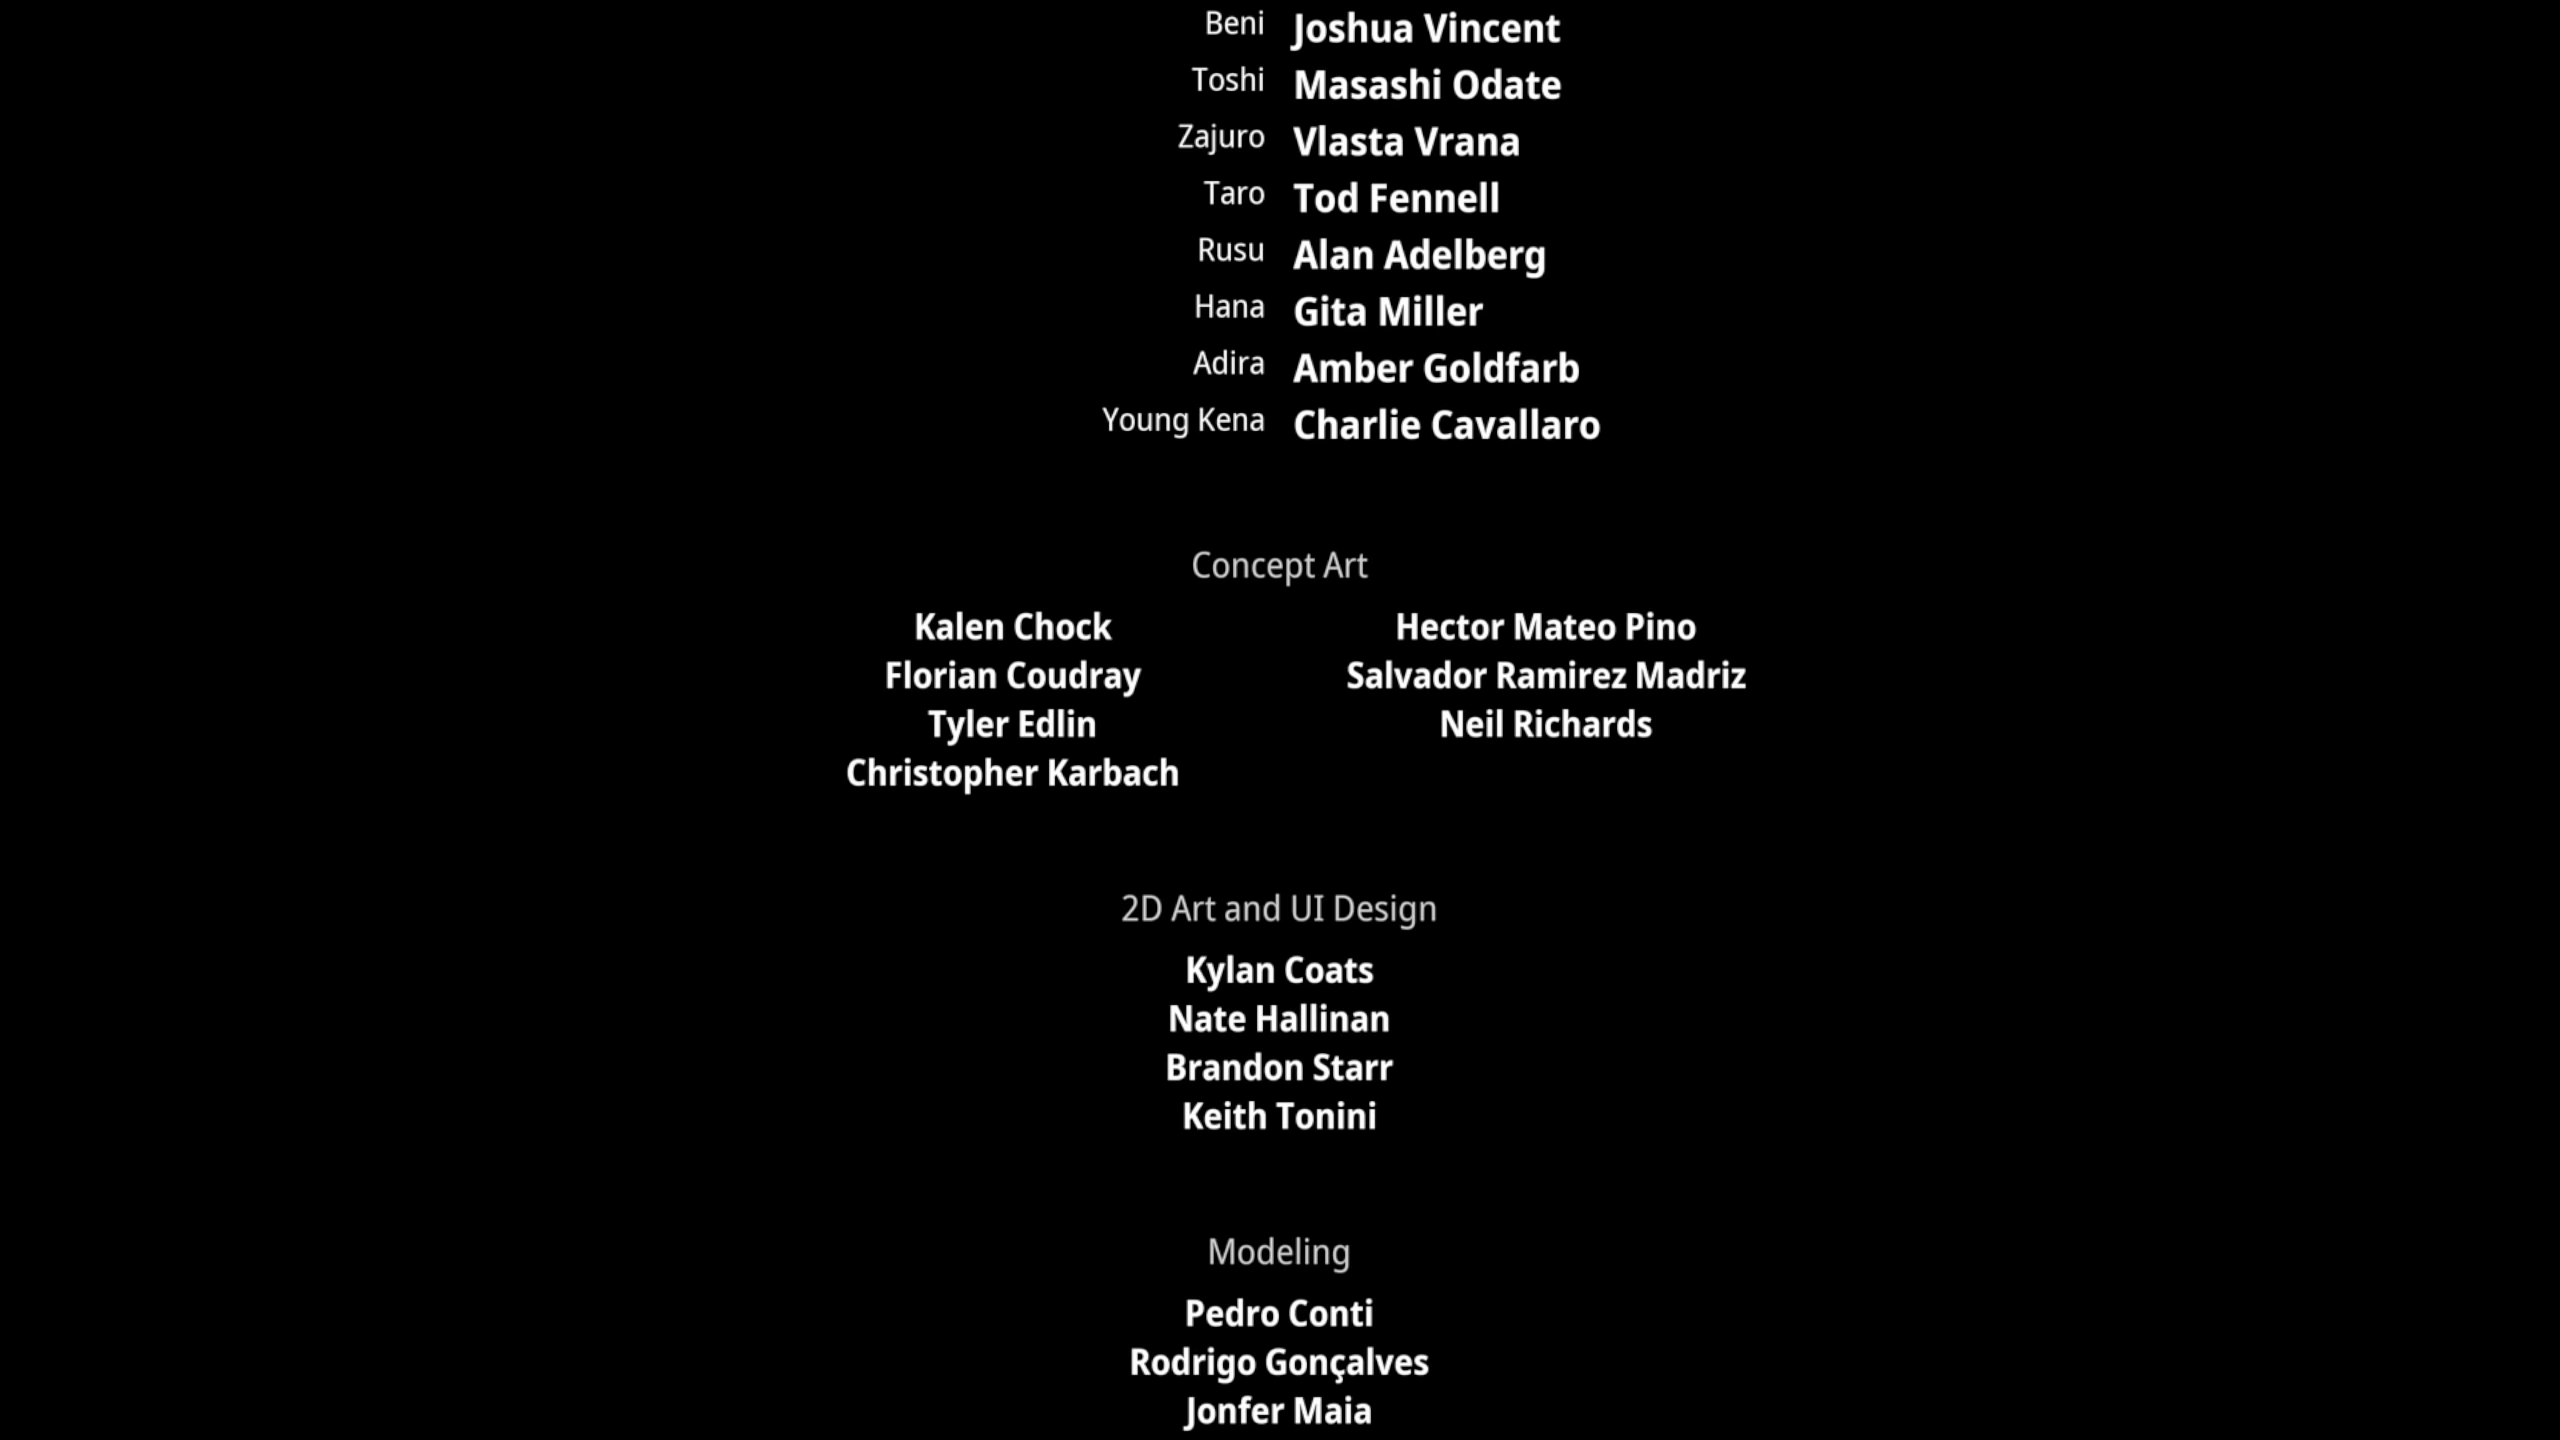 Beni Joshua Vincent
Toshi Masashi Odate
Zajuro Vlasta Vrana
Taro Tod Fennell
Rusu Alan Adelberg
Hana Gita Miller
Adira Amber Goldfarb
Young Kena Charlie Cavallaro
Concept Art
Kalen Chock
Florian Coudray
Tyler Edlin
Christopher Karbach
Hector Mateo Pino
Salvador Ramirez Madriz
Neil Richards
2D Art and UI Design
Kylan Coats
Nate Hallinan
Brandon Starr
Keith Tonini
Modeling
Pedro Conti
Rodrigo Gonçalves
Jonfer Maia